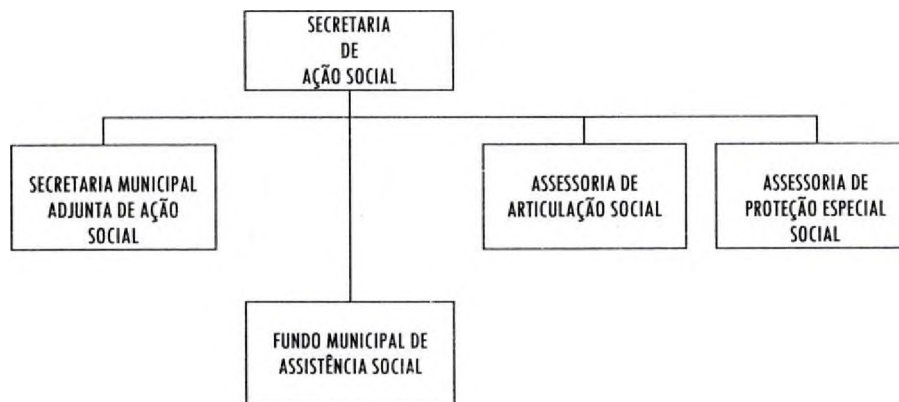 SECRETARIA
DE
AÇÃO SOCIAL
SECRETARIA MUNICIPAL
ADJUNTA DE AÇÃO
SOCIAL
ASSESSORIA DE
ARTICULAÇÃO SOCIAL
ASSESSORIA DE
PROTEÇÃO ESPECIAL
SOCIAL
FUNDO MUNICIPAL DE
ASSISTÊNCIA SOCIAL